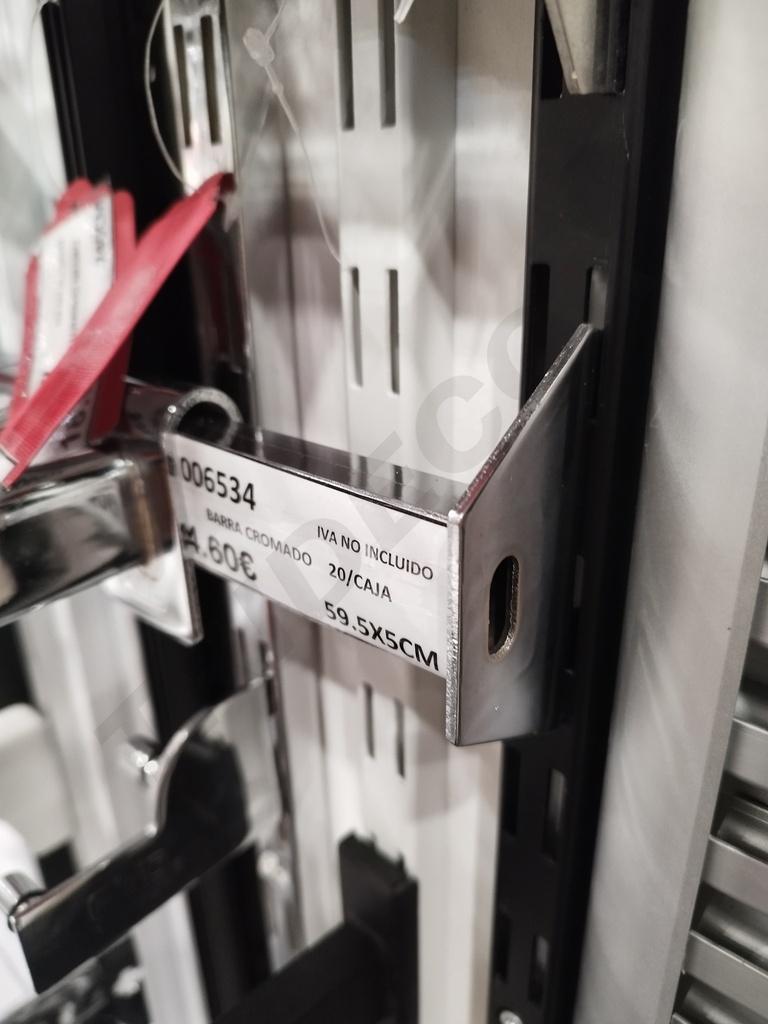 006534
BARRA CROMADO
.60€
IVA NO INCLUIDO
20/CAJA
59.5X5CM